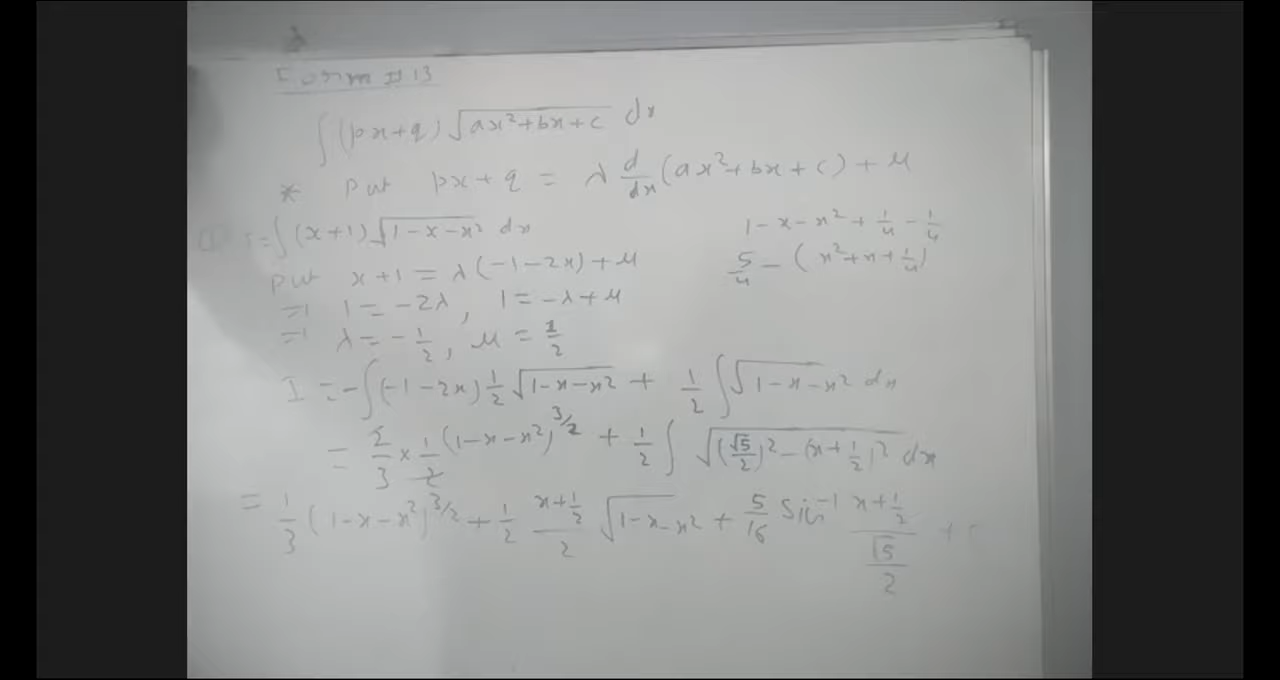 Form # 13
∫ (px+q) √(ax²+bx+c) dx
* Put px+q = λ d/dx (ax²+bx+c) + μ
I = ∫ (x+1) √(1-x-x²) dx
1-x-x²+1/4-1/4
Put x+1 = λ(-1-2x)+μ
5/4 - (x²+x+1/4)
⇒ 1 = -2λ, 1 = -λ+μ
⇒ λ = -1/2, μ = 1/2
I = -∫(-1-2x) 1/2 √(1-x-x²) + 1/2 ∫√(1-x-x²) dx
= 2/3 × 1/2 (1-x-x²)^3/2 + 1/2 ∫ √((√5/2)² - (x+1/2)²) dx
= 1/3 (1-x-x²)^3/2 + 1/2 (x+1/2)/2 √(1-x-x²) + 5/16 Sin⁻¹ (x+1/2)/(√5/2) +